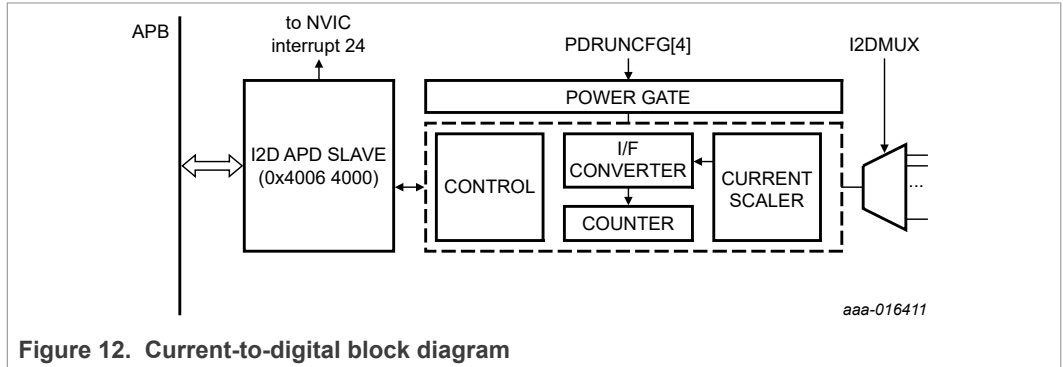 APB
to NVIC
interrupt 24
PDRUNCFG[4]
I2DMUX
POWER GATE
I2D APD SLAVE
(0x4006 4000)
CONTROL
I/F
CONVERTER
COUNTER
CURRENT
SCALER
...
aaa-016411
Figure 12. Current-to-digital block diagram